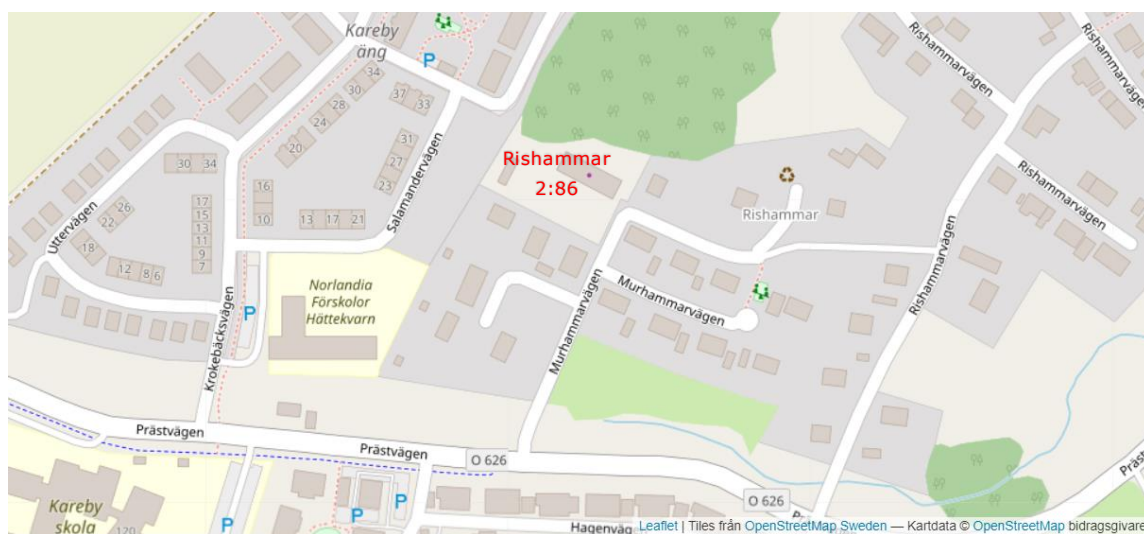 Kareby
äng
P
34
30
28
24
20
37
33
31
27
23
Salamandervägen
Rishammar
2:86
Rishammarvägen
Rishammarvägen
Rishammarvägen
Rishammarvägen
Rishammar
30 34
16
10
13 17 21
17
15
13
11
9
7
26
22
18
12 8 6
Uttervägen
Krokebäcksvägen
P
Norlandia
Förskolor
Hättekvarn
Murhammarvägen
Murhammarvägen
Prästvägen
Prästvägen
O 626
O 626
Kareby
skola
120
P
P
P
Hagenväg
Leaflet | Tiles från OpenStreetMap Sweden — Kartdata © OpenStreetMap bidragsgivare